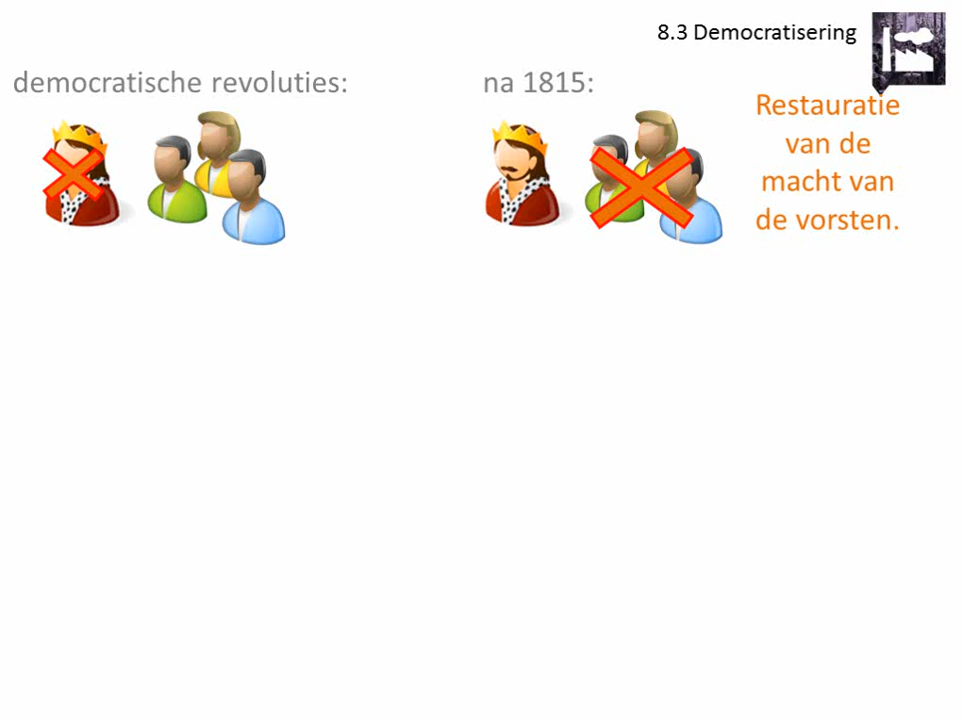 8.3 Democratisering
democratische revoluties:
na 1815:
Restauratie
van de
macht van
de vorsten.